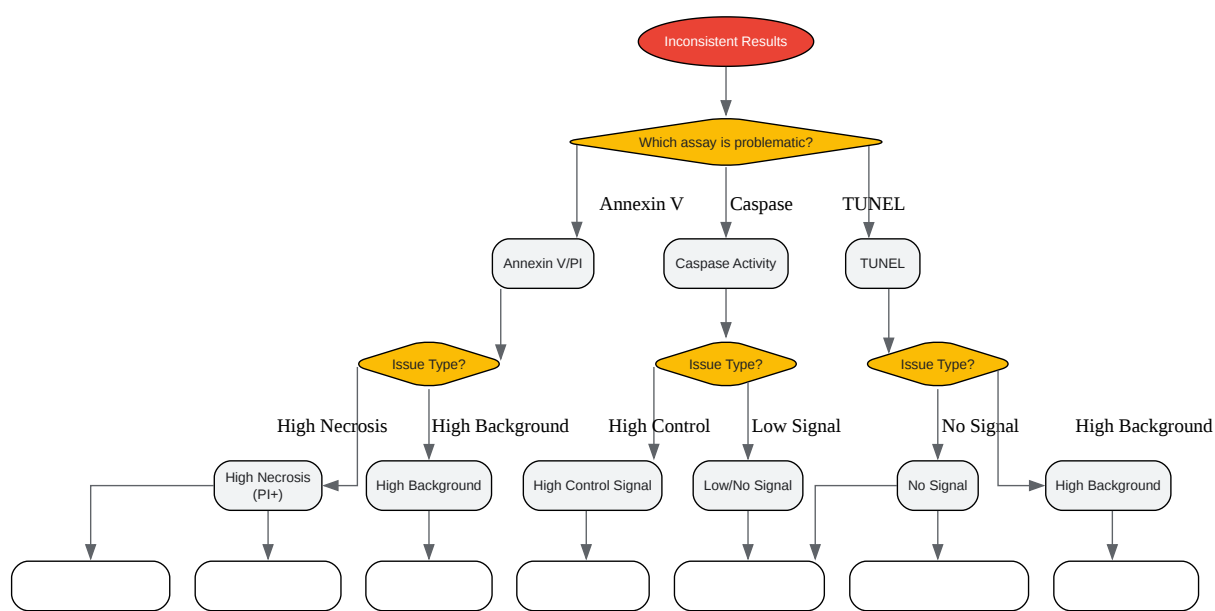 Inconsistent Results
Which assay is problematic?
Annexin V
Caspase
TUNEL
Annexin V/PI
Caspase Activity
TUNEL
Issue Type?
Issue Type?
Issue Type?
High Necrosis
High Background
High Control
Low Signal
No Signal
High Background
High Necrosis
(PI+)
High Background
High Control Signal
Low/No Signal
No Signal
High Background